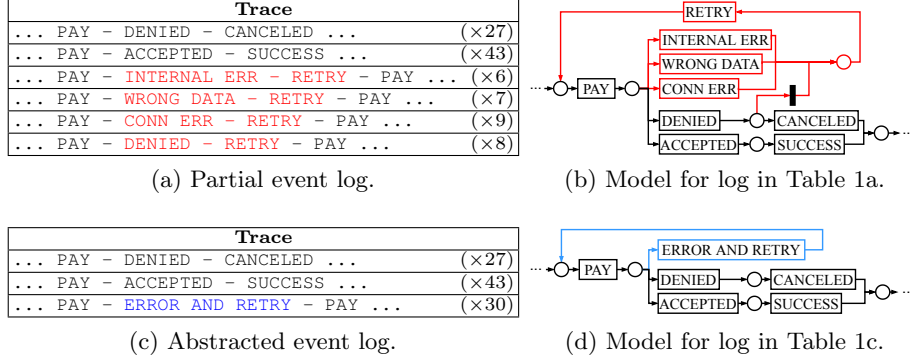 Trace
... PAY – DENIED – CANCELED ... (×27)
... PAY – ACCEPTED – SUCCESS ... (×43)
... PAY – INTERNAL ERR – RETRY – PAY ... (×6)
... PAY – WRONG DATA – RETRY – PAY ... (×7)
... PAY – CONN ERR – RETRY – PAY ... (×9)
... PAY – DENIED – RETRY – PAY ... (×8)
(a) Partial event log.
RETRY
INTERNAL ERR
WRONG DATA
... PAY CONN ERR
DENIED CANCELED
ACCEPTED SUCCESS ...
(b) Model for log in Table 1a.
Trace
... PAY – DENIED – CANCELED ... (×27)
... PAY – ACCEPTED – SUCCESS ... (×43)
... PAY – ERROR AND RETRY – PAY ... (×30)
(c) Abstracted event log.
ERROR AND RETRY
... PAY
DENIED CANCELED
ACCEPTED SUCCESS ...
(d) Model for log in Table 1c.